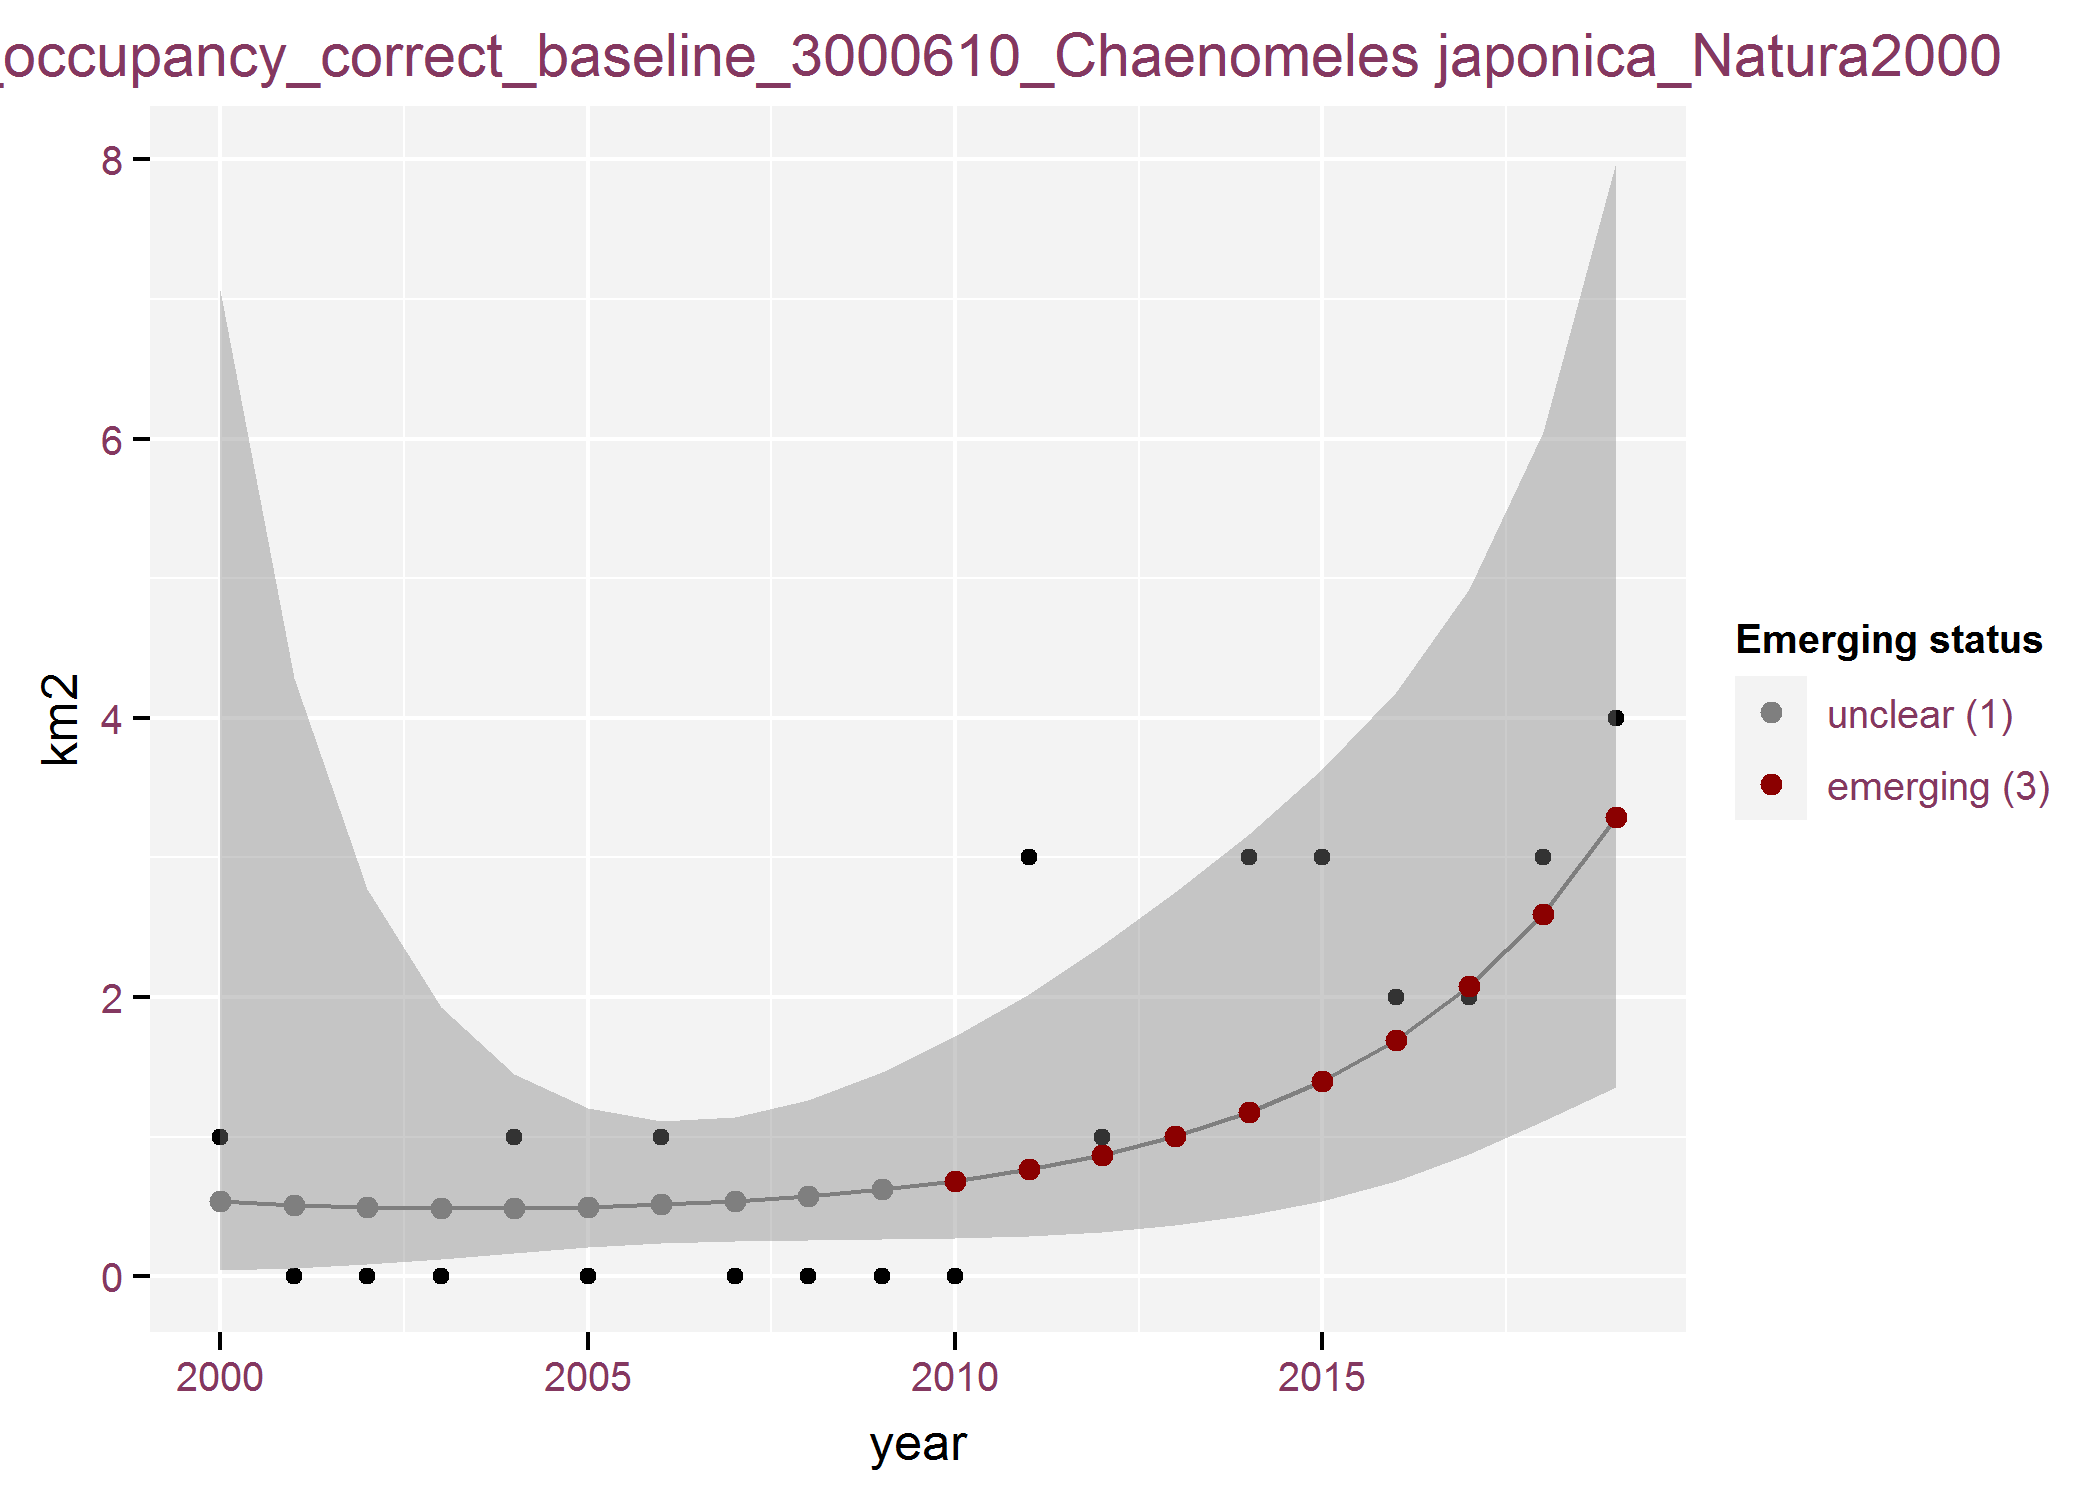 _occupancy_correct_baseline_3000610_Chaenomeles japonica_Natura2000
8
6
4
2
0
km2
2000 2005 2010 2015
year
Emerging status
unclear (1)
emerging (3)